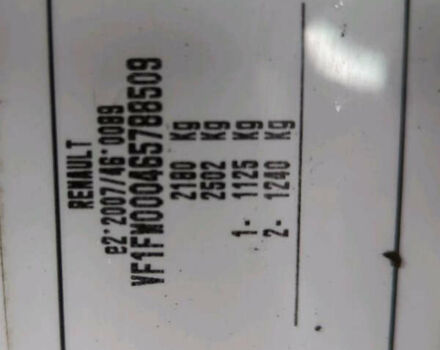 RENAULT
e2*2007/46*0089
VF1FW000465788509
2180 Kg
2502 Kg
1- 1125 Kg
2- 1240 Kg